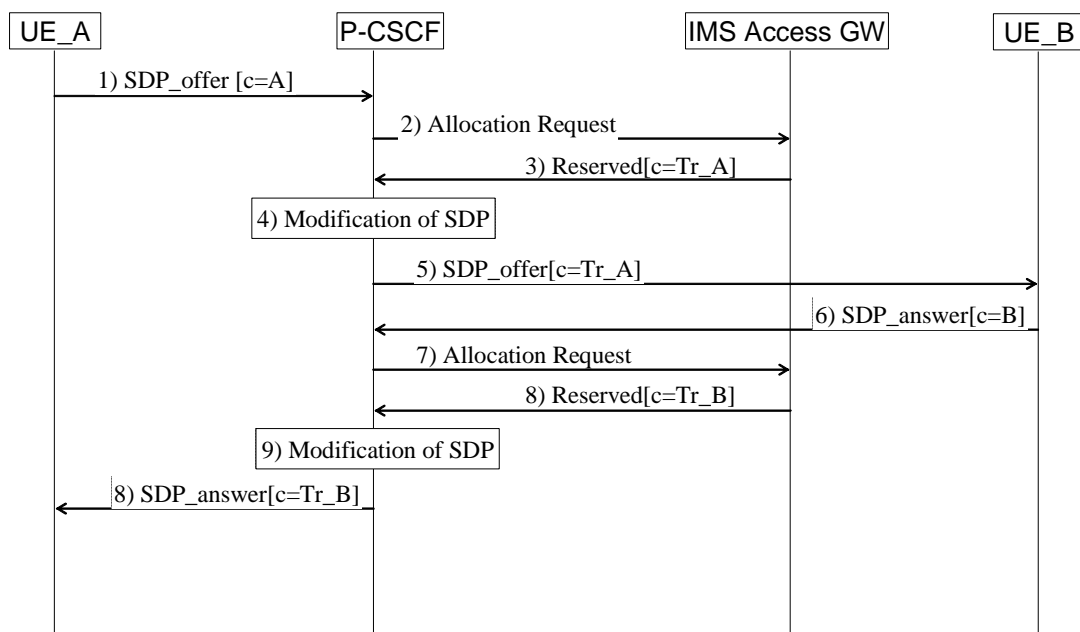 UE_A
P-CSCF
IMS Access GW
UE_B
1) SDP_offer [c=A]
2) Allocation Request
3) Reserved[c=Tr_A]
4) Modification of SDP
5) SDP_offer[c=Tr_A]
6) SDP_answer[c=B]
7) Allocation Request
8) Reserved[c=Tr_B]
9) Modification of SDP
8) SDP_answer[c=Tr_B]